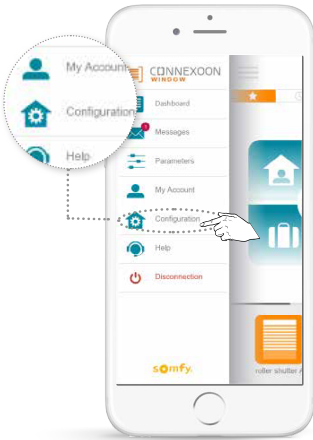 My Account
Configuration
Help
CONNEXOON
WINDOW
Dashboard
Messages
Parameters
My Account
Configuration
Help
Disconnection
somfy.
roller shutter